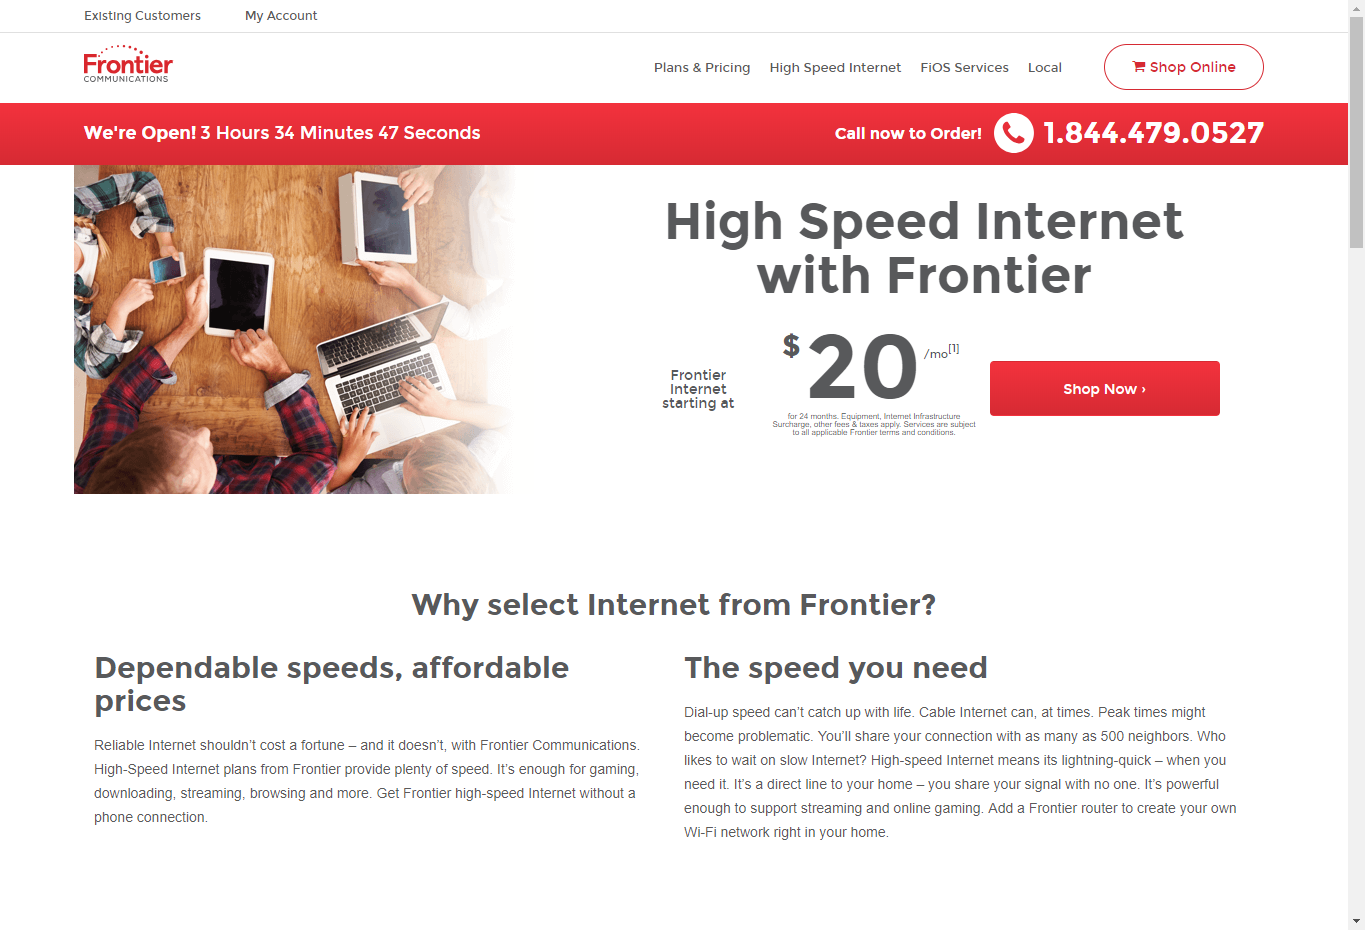 Existing Customers My Account
Frontier
COMMUNICATIONS
Plans & Pricing High Speed Internet FiOS Services Local Shop Online
We're Open! 3 Hours 34 Minutes 47 Seconds
Call now to Order! 1.844.479.0527
High Speed Internet
with Frontier
Frontier
Internet
starting at
$20 /mo[1]
for 24 months. Equipment, Internet Infrastructure
Surcharge, other fees & taxes apply. Services are subject
to all applicable Frontier terms and conditions.
Shop Now ›
Why select Internet from Frontier?
Dependable speeds, affordable
prices
Reliable Internet shouldn’t cost a fortune – and it doesn’t, with Frontier Communications.
High-Speed Internet plans from Frontier provide plenty of speed. It’s enough for gaming,
downloading, streaming, browsing and more. Get Frontier high-speed Internet without a
phone connection.
The speed you need
Dial-up speed can’t catch up with life. Cable Internet can, at times. Peak times might
become problematic. You’ll share your connection with as many as 500 neighbors. Who
likes to wait on slow Internet? High-speed Internet means its lightning-quick – when you
need it. It’s a direct line to your home – you share your signal with no one. It’s powerful
enough to support streaming and online gaming. Add a Frontier router to create your own
Wi-Fi network right in your home.